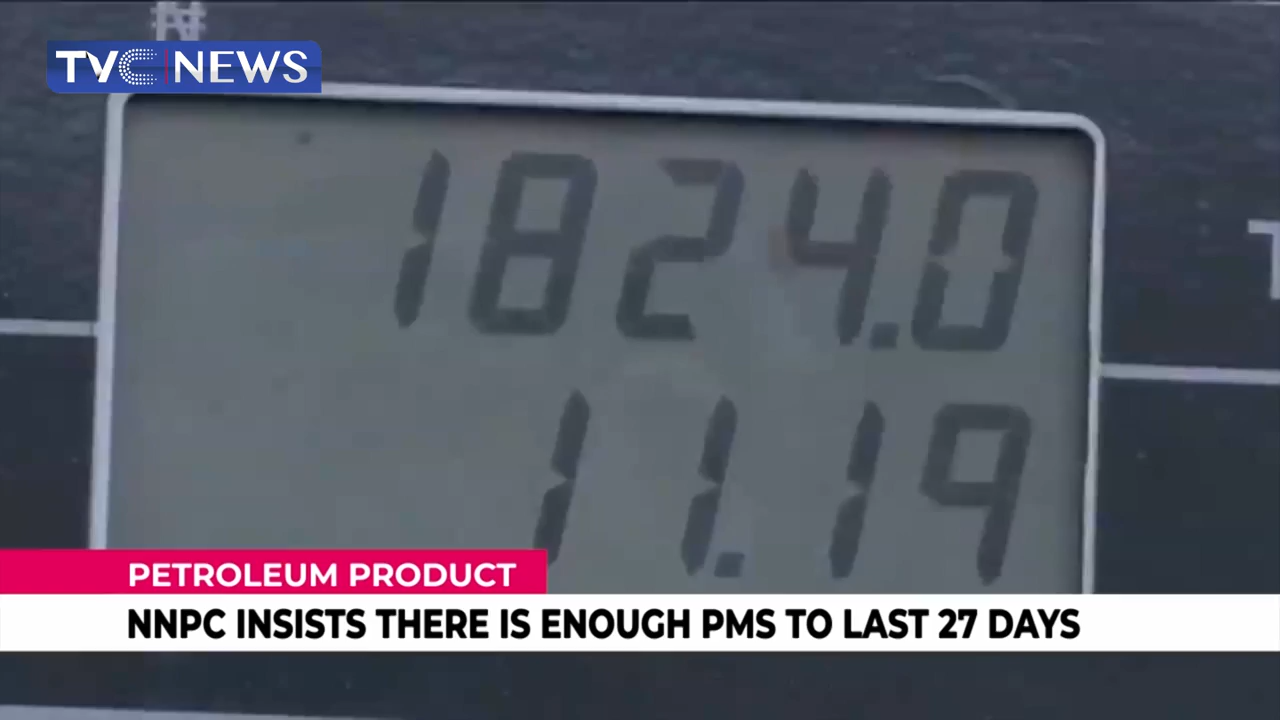 ₦
TVC NEWS
1824.0
T
11.19
PETROLEUM PRODUCT
NNPC INSISTS THERE IS ENOUGH PMS TO LAST 27 DAYS